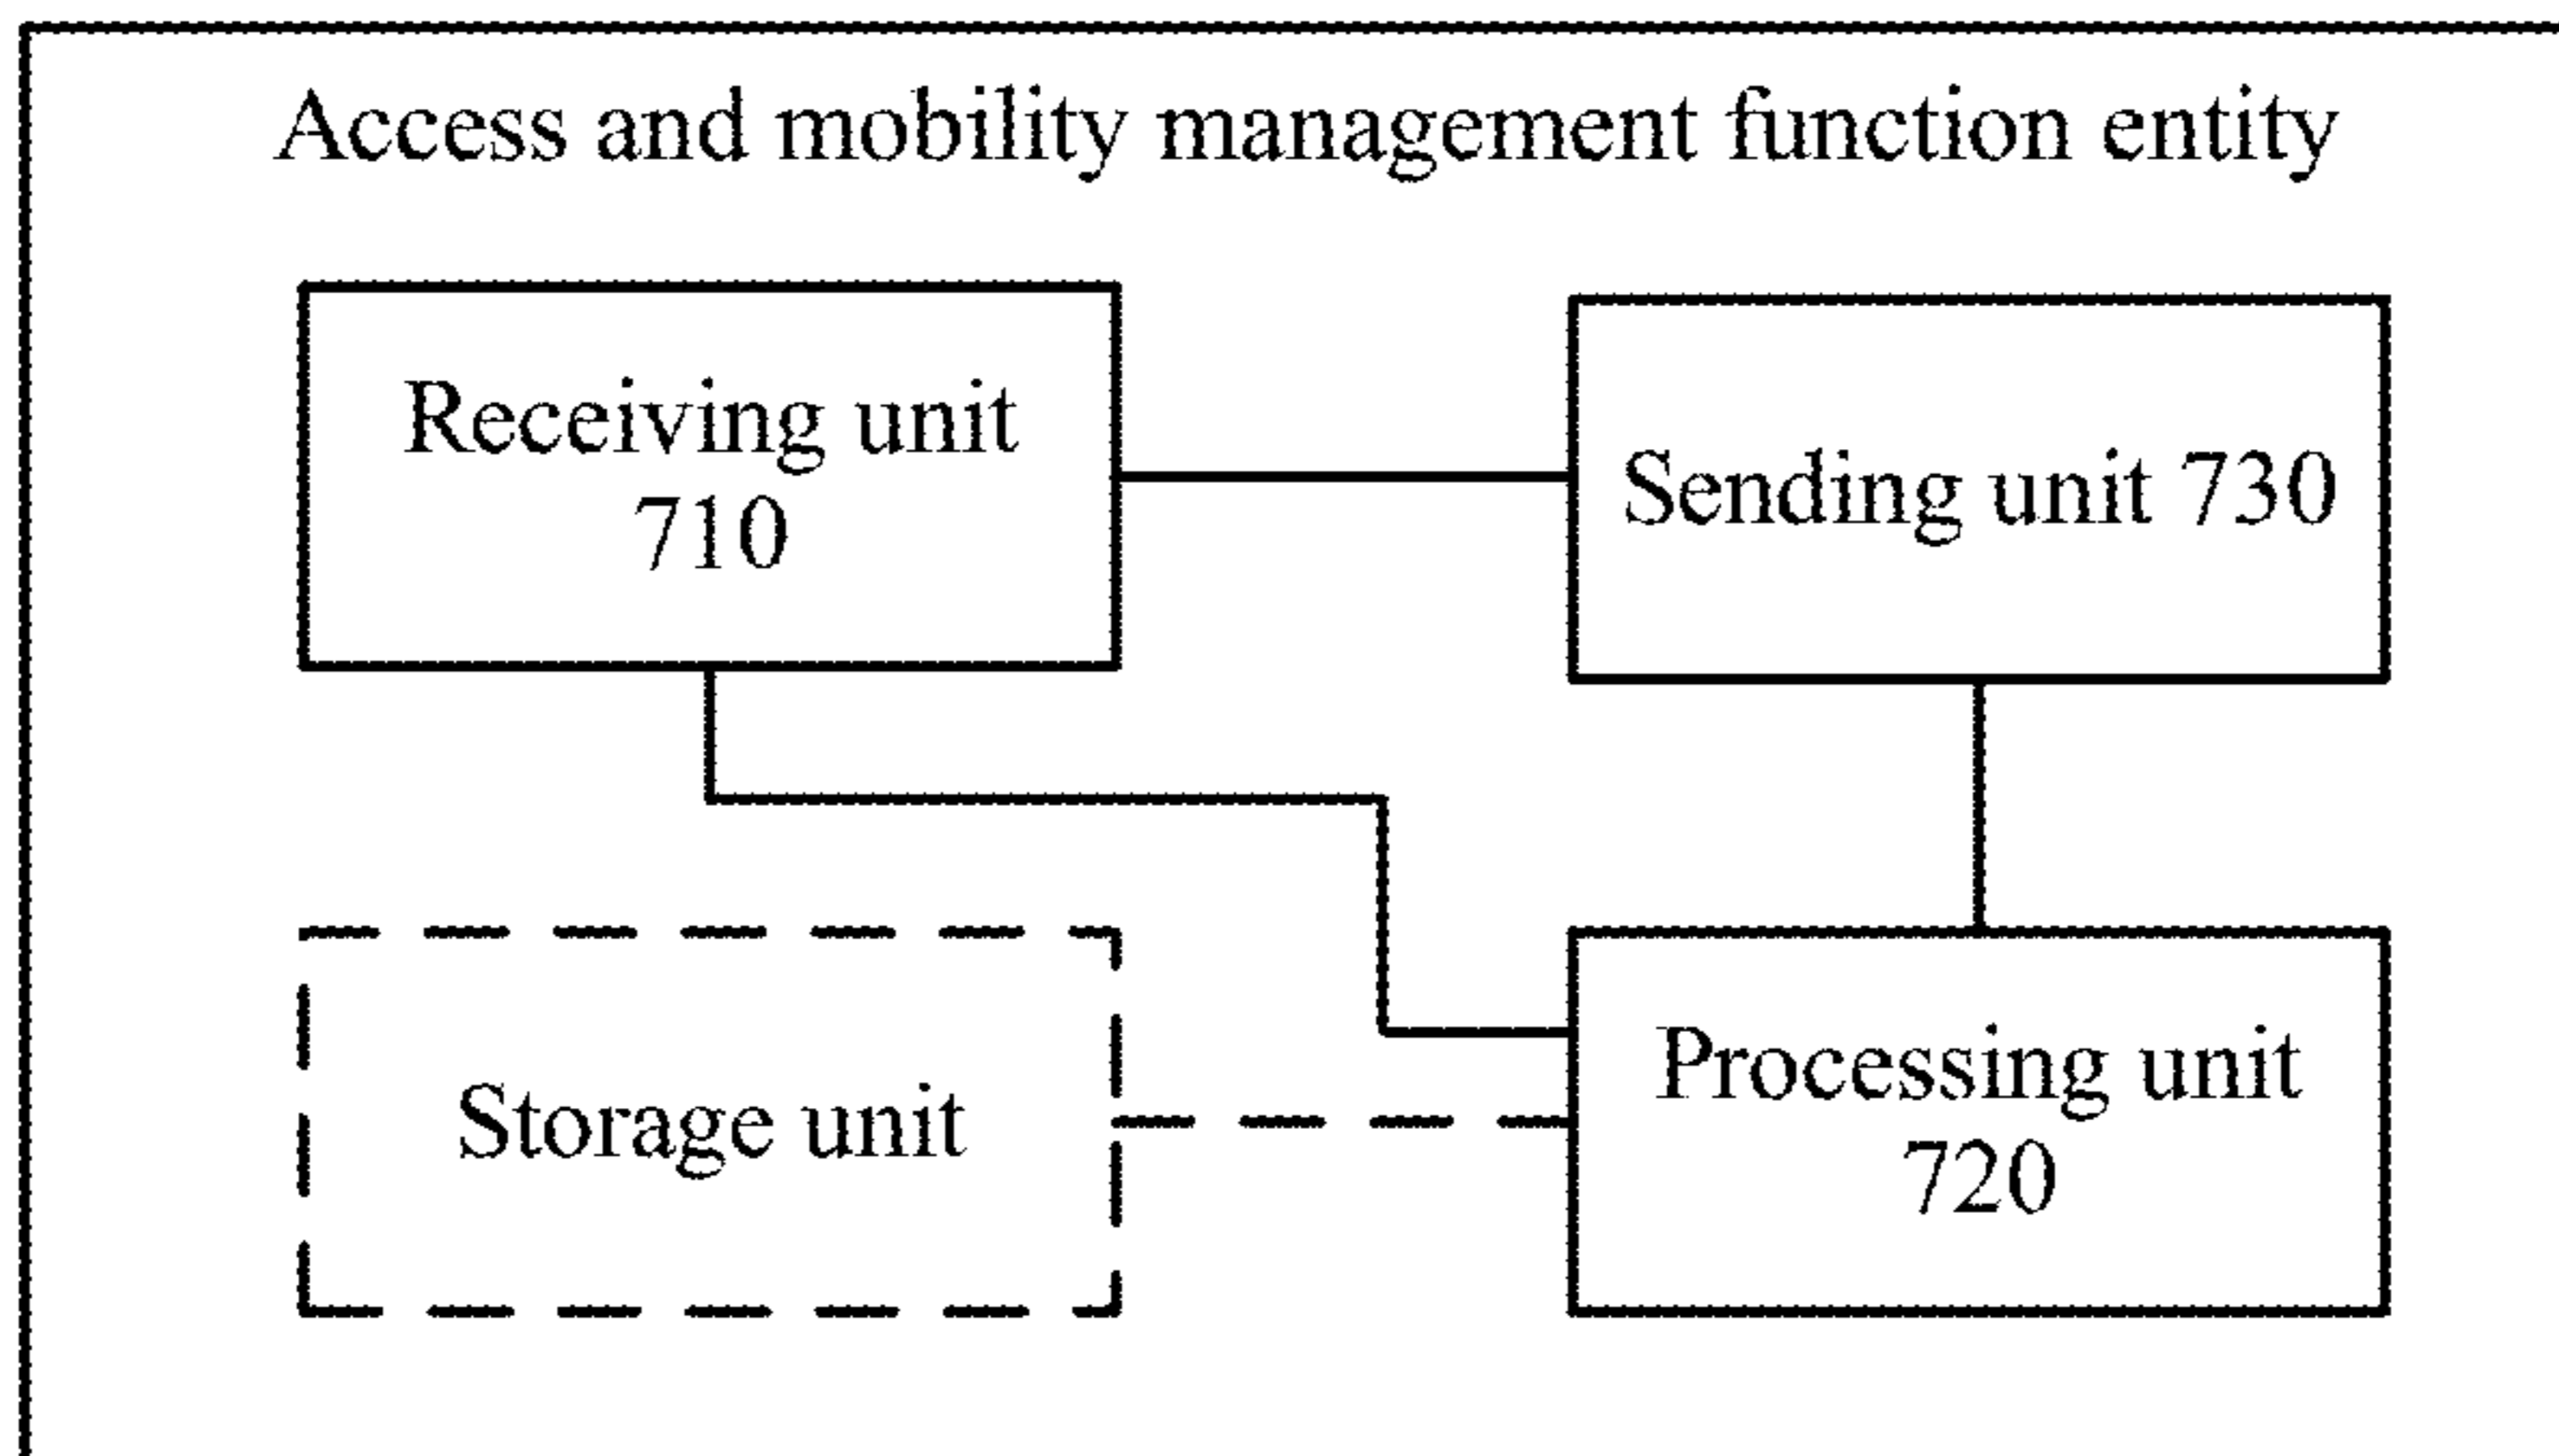 Access and mobility management function entity
Receiving unit
710
Sending unit 730
Storage unit
Processing unit
720